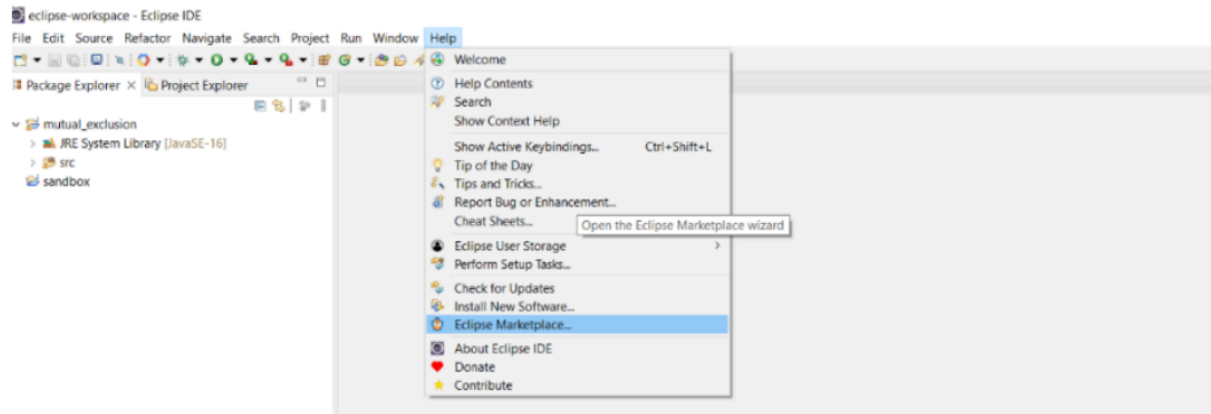 eclipse-workspace - Eclipse IDE
File Edit Source Refactor Navigate Search Project Run Window Help
Package Explorer Project Explorer
mutual_exclusion
JRE System Library [JavaSE-16]
src
sandbox
Welcome
Help Contents
Search
Show Context Help
Show Active Keybindings... Ctrl+Shift+L
Tip of the Day
Tips and Tricks...
Report Bug or Enhancement...
Cheat Sheets...
Open the Eclipse Marketplace wizard
Eclipse User Storage
Perform Setup Tasks...
Check for Updates
Install New Software...
Eclipse Marketplace...
About Eclipse IDE
Donate
Contribute